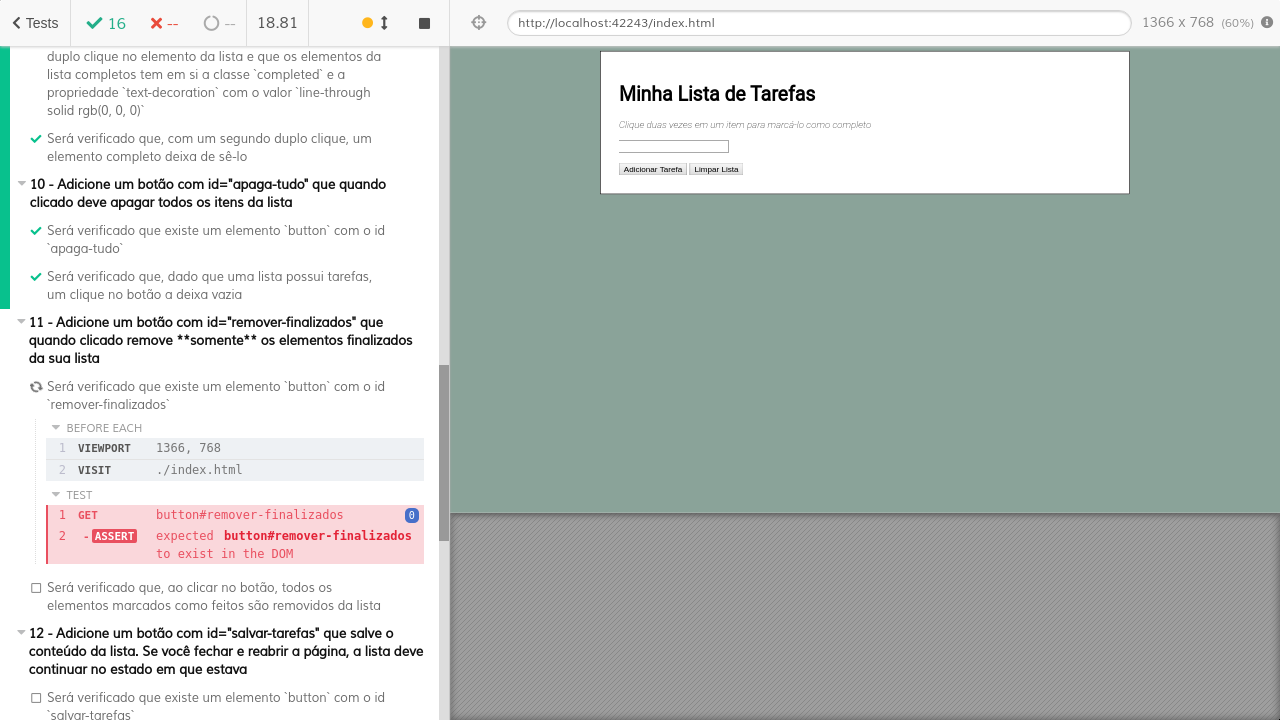 Tests
16
--
--
18.81
http://localhost:42243/index.html
1366 x 768 (60%)
duplo clique no elemento da lista e que os elementos da
lista completos tem em si a classe `completed` e a
propriedade `text-decoration` com o valor `line-through
solid rgb(0, 0, 0)`
Será verificado que, com um segundo duplo clique, um
elemento completo deixa de sê-lo
10 - Adicione um botão com id="apaga-tudo" que quando
clicado deve apagar todos os itens da lista
Será verificado que existe um elemento `button` com o id
`apaga-tudo`
Será verificado que, dado que uma lista possui tarefas,
um clique no botão a deixa vazia
11 - Adicione um botão com id="remover-finalizados" que
quando clicado remove **somente** os elementos finalizados
da sua lista
Será verificado que existe um elemento `button` com o id
`remover-finalizados`
BEFORE EACH
1 VIEWPORT 1366, 768
2 VISIT ./index.html
TEST
1 GET button#remover-finalizados 0
2 -ASSERT expected button#remover-finalizados
to exist in the DOM
Será verificado que, ao clicar no botão, todos os
elementos marcados como feitos são removidos da lista
12 - Adicione um botão com id="salvar-tarefas" que salve o
conteúdo da lista. Se você fechar e reabrir a página, a lista deve
continuar no estado em que estava
Será verificado que existe um elemento `button` com o id
`salvar-tarefas`
Minha Lista de Tarefas
Clique duas vezes em um item para marcá-lo como completo
Adicionar Tarefa Limpar Lista